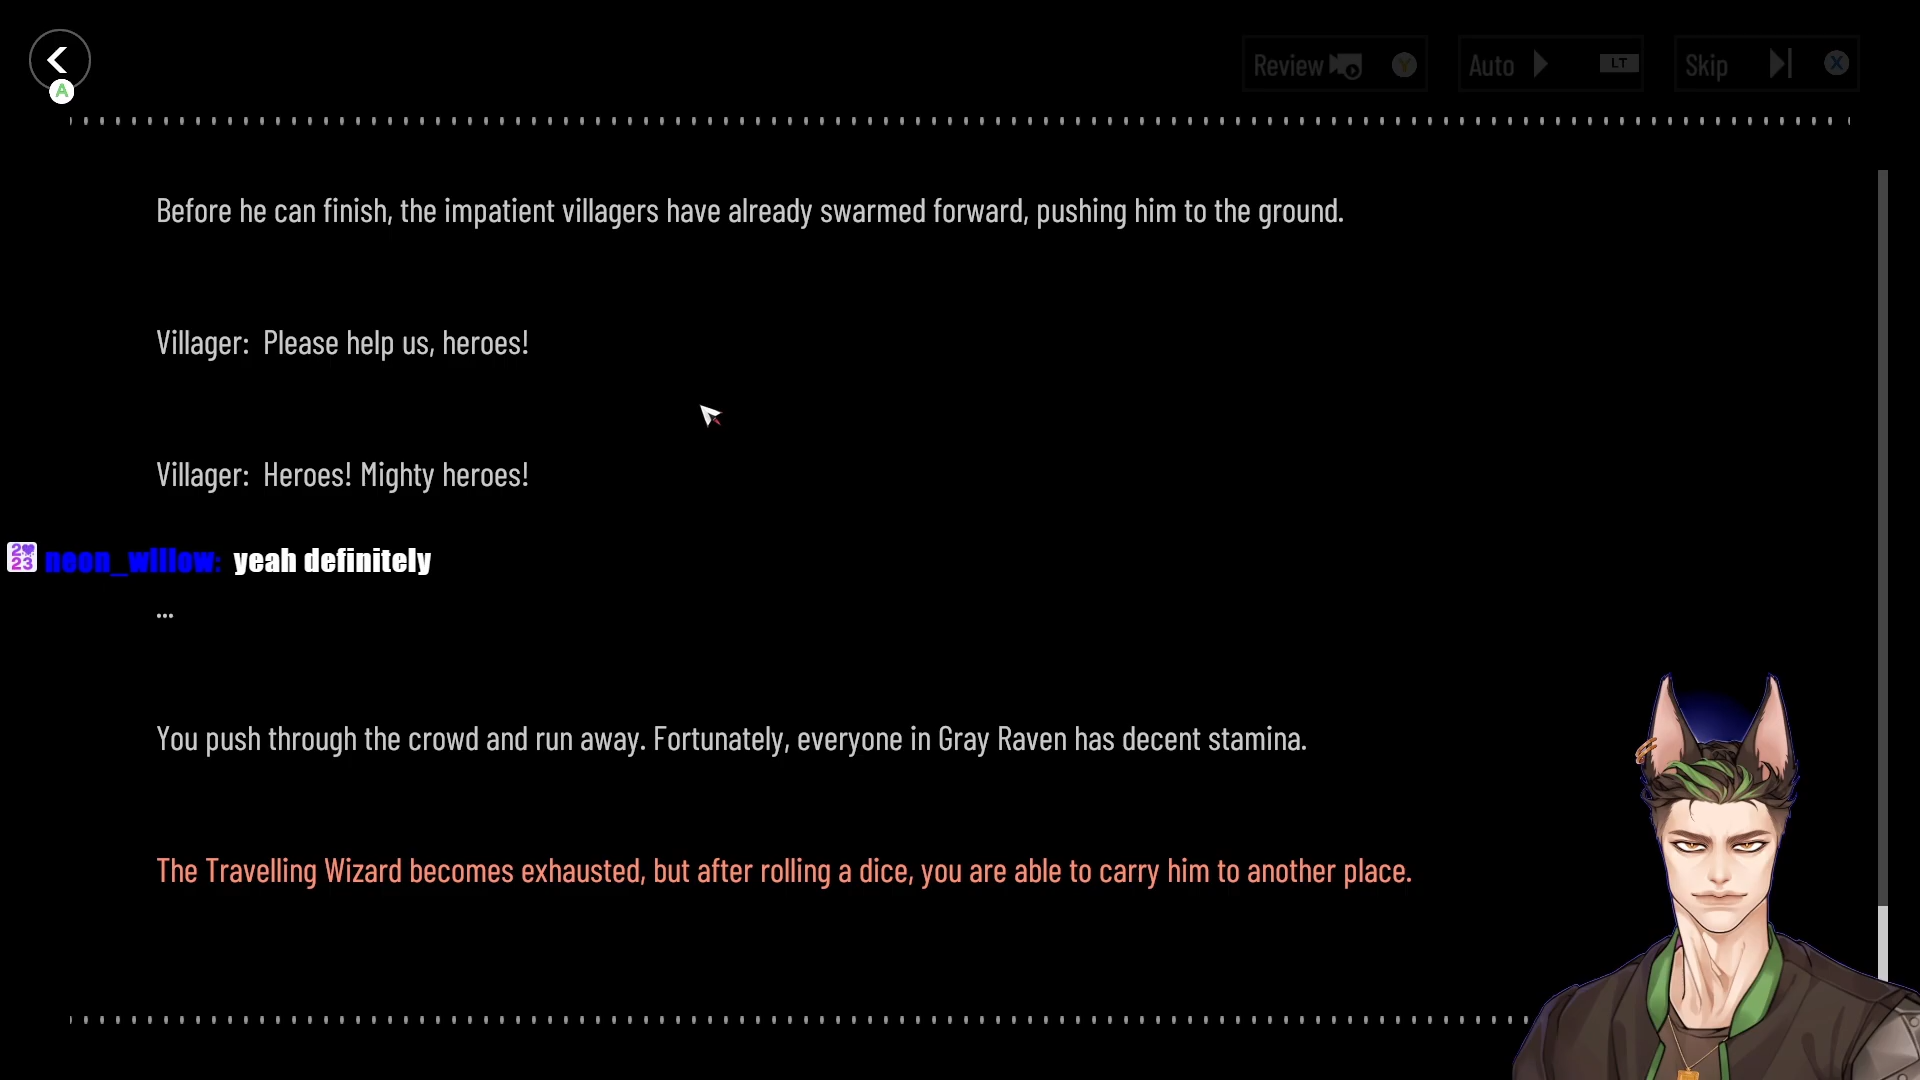 Review Y Auto LT Skip X
A
Before he can finish, the impatient villagers have already swarmed forward, pushing him to the ground.
Villager: Please help us, heroes!
Villager: Heroes! Mighty heroes!
2023 neon_willow: yeah definitely
...
You push through the crowd and run away. Fortunately, everyone in Gray Raven has decent stamina.
The Travelling Wizard becomes exhausted, but after rolling a dice, you are able to carry him to another place.